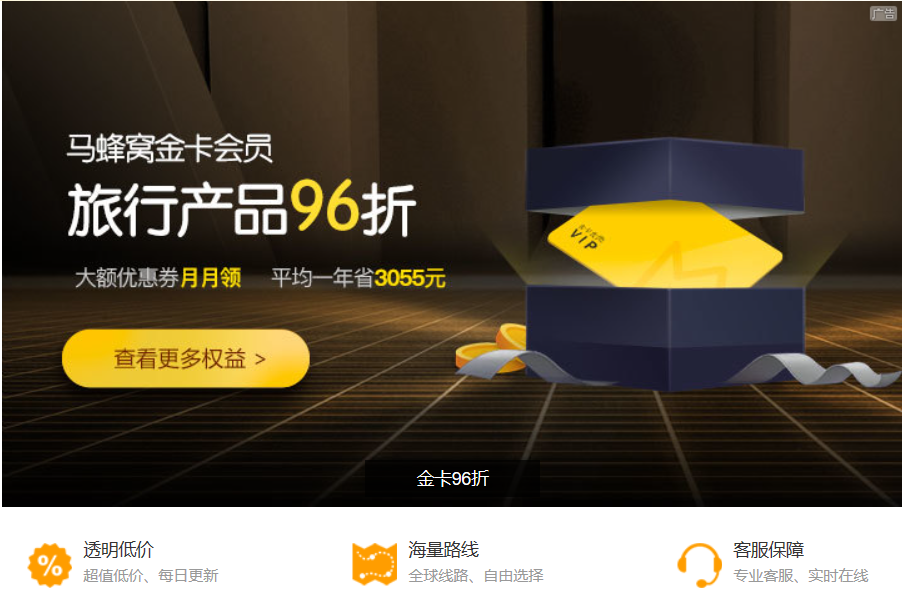 广告
马蜂窝金卡会员
旅行产品96折
大额优惠券月月领 平均一年省3055元
查看更多权益 >
VIP
金卡96折
透明低价
超值低价、每日更新
海量路线
全球线路、自由选择
客服保障
专业客服、实时在线